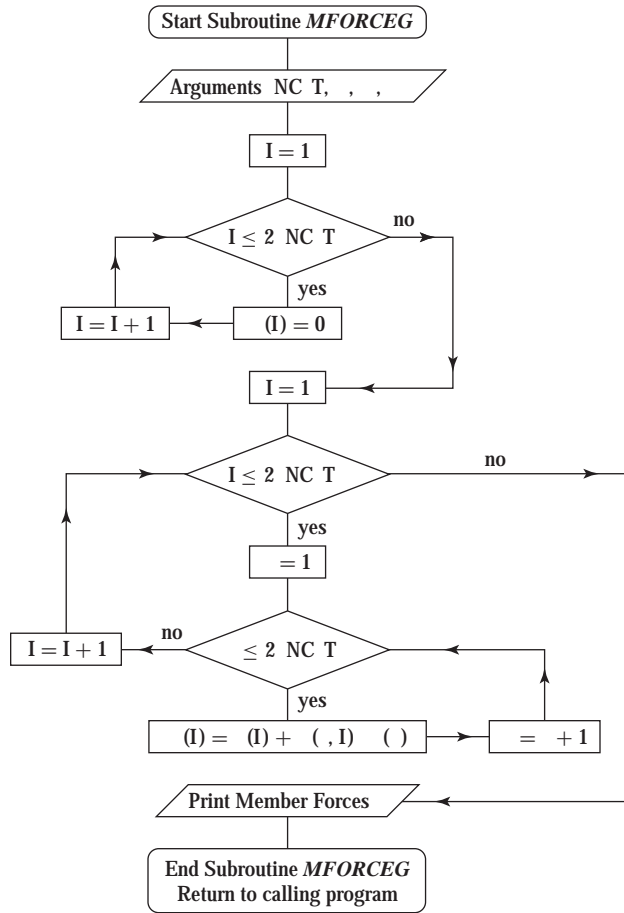 Start Subroutine MFORCEG
Arguments NC T, , ,
I = 1
I ≤ 2 NC T
no
yes
I = I + 1
(I) = 0
I = 1
I ≤ 2 NC T
no
yes
= 1
no
I = I + 1
≤ 2 NC T
yes
(I) = (I) + ( , I) ( )
= + 1
Print Member Forces
End Subroutine MFORCEG
Return to calling program